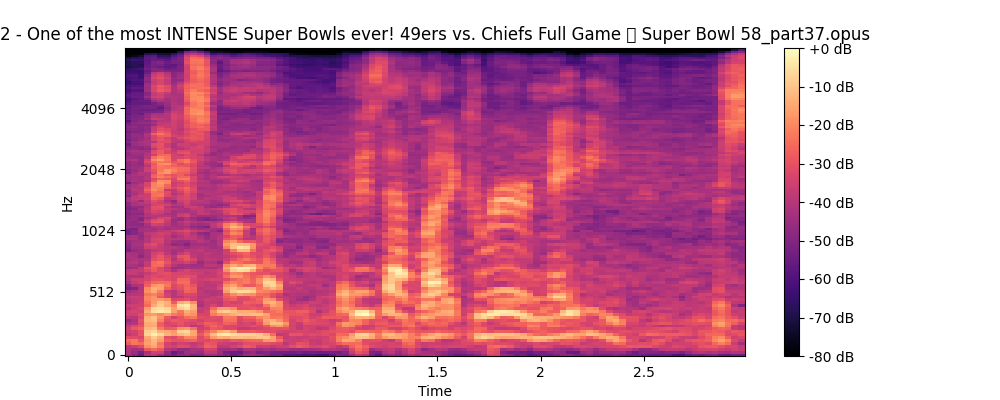 2 - One of the most INTENSE Super Bowls ever! 49ers vs. Chiefs Full Game ▯ Super Bowl 58_part37.opus
+0 dB
-10 dB
-20 dB
-30 dB
-40 dB
-50 dB
-60 dB
-70 dB
-80 dB
Hz
4096
2048
1024
512
0
0
0.5
1
1.5
2
2.5
Time